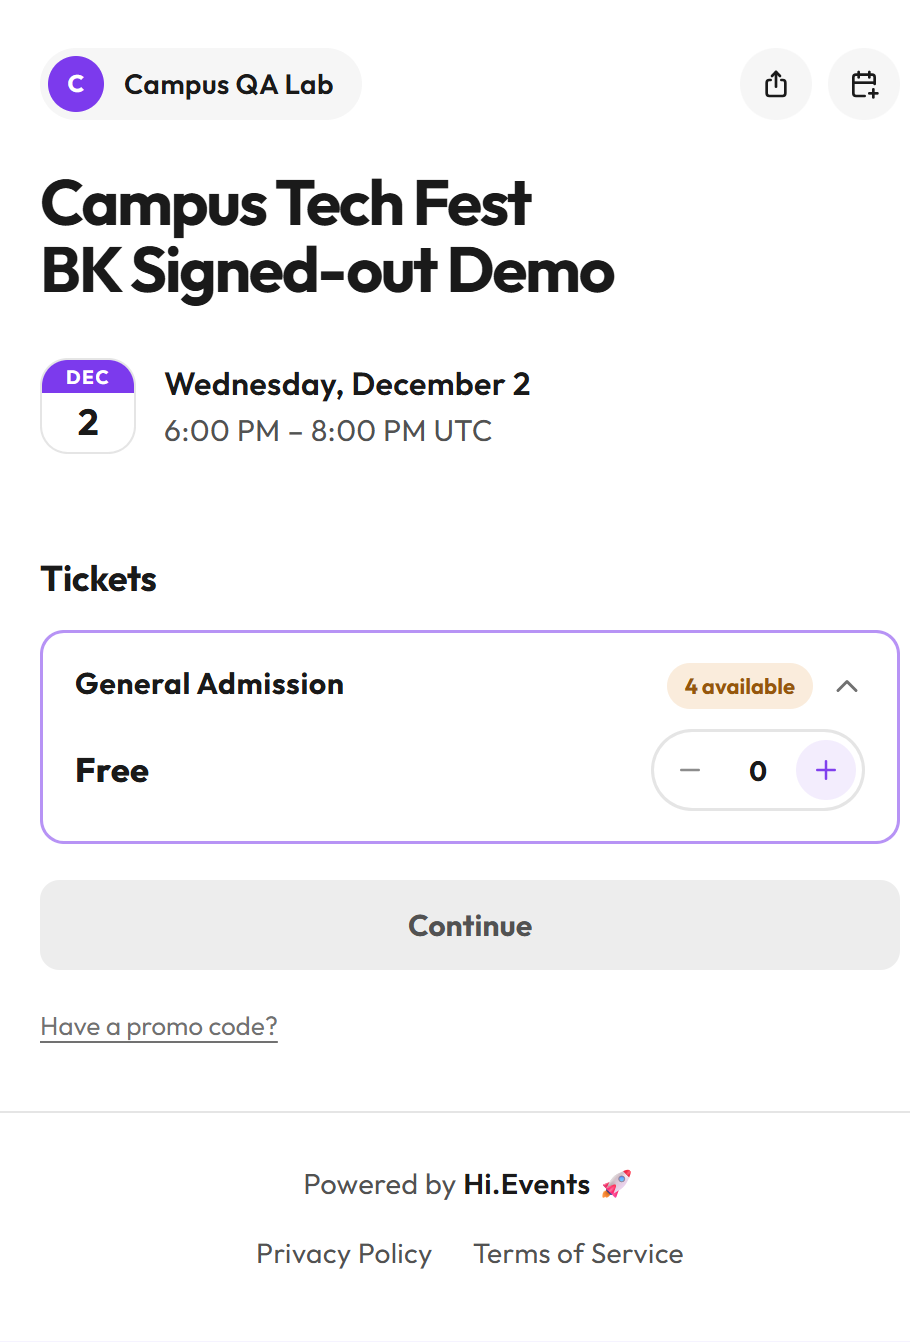 C
Campus QA Lab
Campus Tech Fest
BK Signed-out Demo
DEC
2
Wednesday, December 2
6:00 PM – 8:00 PM UTC
Tickets
General Admission
4 available
Free
0
Continue
Have a promo code?
Powered by Hi.Events 🚀
Privacy Policy Terms of Service